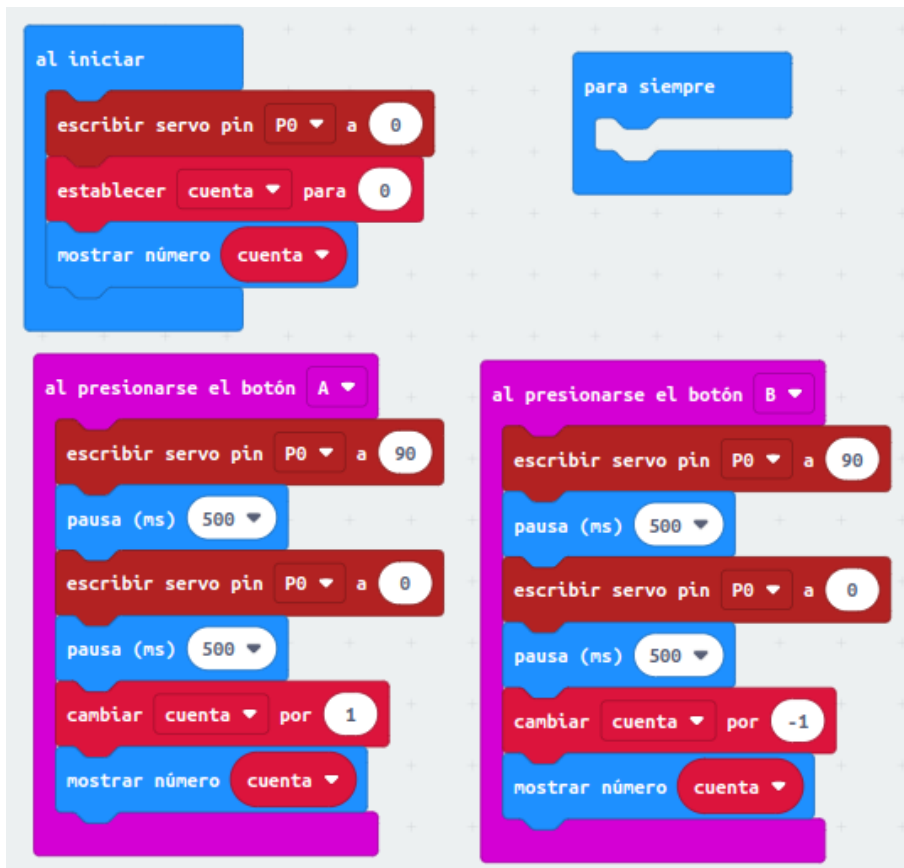 al iniciar
escribir servo pin P0 a 0
establecer cuenta para 0
mostrar número cuenta
para siempre
al presionarse el botón A
escribir servo pin P0 a 90
pausa (ms) 500
escribir servo pin P0 a 0
pausa (ms) 500
cambiar cuenta por 1
mostrar número cuenta
al presionarse el botón B
escribir servo pin P0 a 90
pausa (ms) 500
escribir servo pin P0 a 0
pausa (ms) 500
cambiar cuenta por -1
mostrar número cuenta